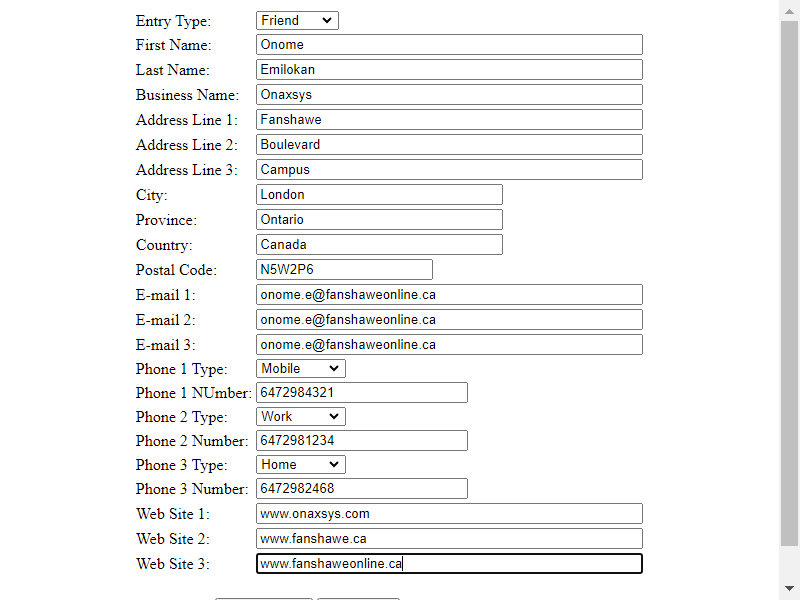 Entry Type: Friend
First Name: Onome
Last Name: Emilokan
Business Name: Onaxsys
Address Line 1: Fanshawe
Address Line 2: Boulevard
Address Line 3: Campus
City: London
Province: Ontario
Country: Canada
Postal Code: N5W2P6
E-mail 1: onome.e@fanshaweonline.ca
E-mail 2: onome.e@fanshaweonline.ca
E-mail 3: onome.e@fanshaweonline.ca
Phone 1 Type: Mobile
Phone 1 NUmber: 6472984321
Phone 2 Type: Work
Phone 2 Number: 6472981234
Phone 3 Type: Home
Phone 3 Number: 6472982468
Web Site 1: www.onaxsys.com
Web Site 2: www.fanshawe.ca
Web Site 3: www.fanshaweonline.ca